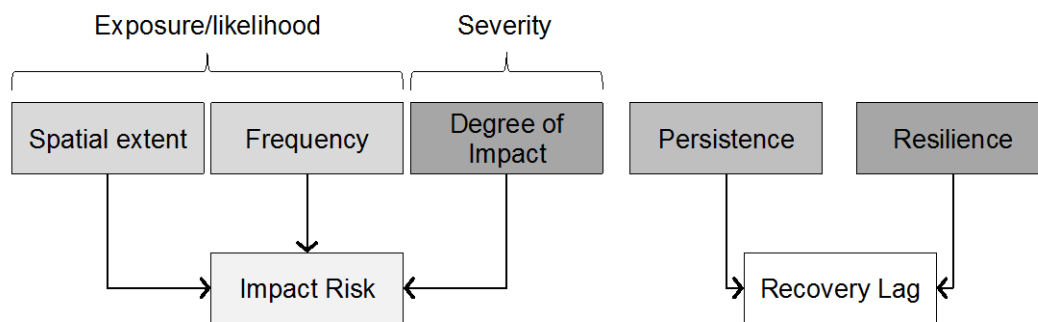 Exposure/likelihood
Severity
Spatial extent
Frequency
Degree of
Impact
Persistence
Resilience
Impact Risk
Recovery Lag